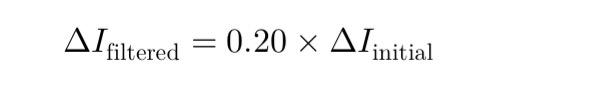 ΔI_filtered = 0.20 × ΔI_initial